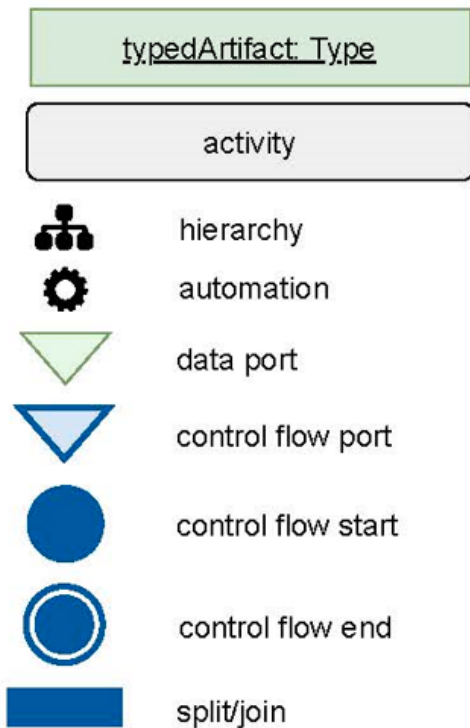 typedArtifact: Type
activity
hierarchy
automation
data port
control flow port
control flow start
control flow end
split/join